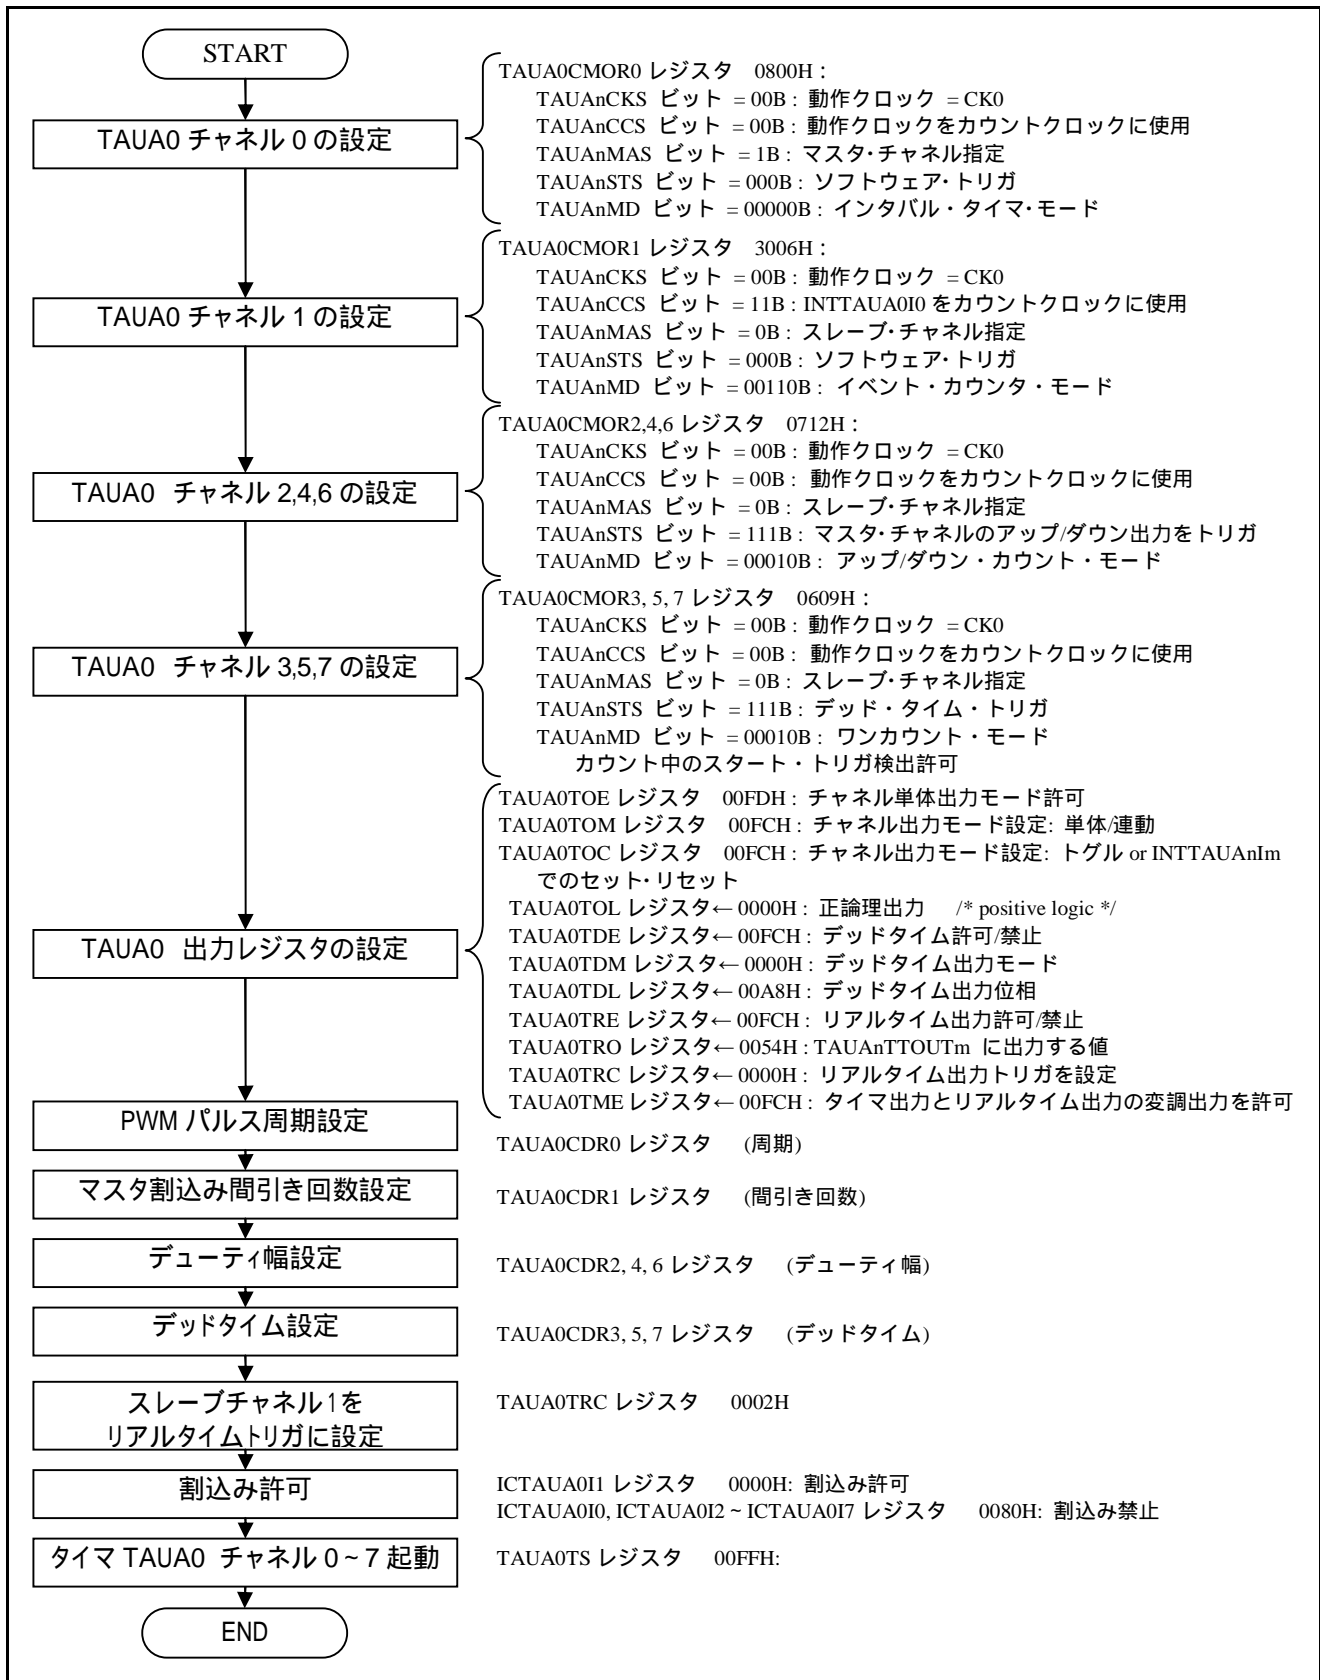 START
TAUA0 チャネル 0 の設定
TAUA0CMOR0 レジスタ 0800H :
TAUAnCKS ビット = 00B : 動作クロック = CK0
TAUAnCCS ビット = 00B : 動作クロックをカウントクロックに使用
TAUAnMAS ビット = 1B : マスタ・チャネル指定
TAUAnSTS ビット = 000B : ソフトウェア・トリガ
TAUAnMD ビット = 00000B : インタバル・タイマ・モード
TAUA0 チャネル 1 の設定
TAUA0CMOR1 レジスタ 3006H :
TAUAnCKS ビット = 00B : 動作クロック = CK0
TAUAnCCS ビット = 11B : INTTAUA0I0 をカウントクロックに使用
TAUAnMAS ビット = 0B : スレーブ・チャネル指定
TAUAnSTS ビット = 000B : ソフトウェア・トリガ
TAUAnMD ビット = 00110B : イベント・カウンタ・モード
TAUA0 チャネル 2,4,6 の設定
TAUA0CMOR2,4,6 レジスタ 0712H :
TAUAnCKS ビット = 00B : 動作クロック = CK0
TAUAnCCS ビット = 00B : 動作クロックをカウントクロックに使用
TAUAnMAS ビット = 0B : スレーブ・チャネル指定
TAUAnSTS ビット = 111B : マスタ・チャネルのアップ/ダウン出力をトリガ
TAUAnMD ビット = 00010B : アップ/ダウン・カウント・モード
TAUA0 チャネル 3,5,7 の設定
TAUA0CMOR3, 5, 7 レジスタ 0609H :
TAUAnCKS ビット = 00B : 動作クロック = CK0
TAUAnCCS ビット = 00B : 動作クロックをカウントクロックに使用
TAUAnMAS ビット = 0B : スレーブ・チャネル指定
TAUAnSTS ビット = 111B : デッド・タイム・トリガ
TAUAnMD ビット = 00010B : ワンカウント・モード
カウント中のスタート・トリガ検出許可
TAUA0 出力レジスタの設定
TAUA0TOE レジスタ 00FDH : チャネル単体出力モード許可
TAUA0TOM レジスタ 00FCH : チャネル出力モード設定: 単体/連動
TAUA0TOC レジスタ 00FCH : チャネル出力モード設定: トグル or INTTAUAnIm
でのセット・リセット
TAUA0TOL レジスタ← 0000H : 正論理出力 /* positive logic */
TAUA0TDE レジスタ← 00FCH : デッドタイム許可/禁止
TAUA0TDM レジスタ← 0000H : デッドタイム出力モード
TAUA0TDL レジスタ← 00A8H : デッドタイム出力位相
TAUA0TRE レジスタ← 00FCH : リアルタイム出力許可/禁止
TAUA0TRO レジスタ← 0054H : TAUAnTTOUTm に出力する値
TAUA0TRC レジスタ← 0000H : リアルタイム出力トリガを設定
TAUA0TME レジスタ← 00FCH : タイマ出力とリアルタイム出力の変調出力を許可
PWM パルス周期設定
TAUA0CDR0 レジスタ (周期)
マスタ割込み間引き回数設定
TAUA0CDR1 レジスタ (間引き回数)
デューティ幅設定
TAUA0CDR2, 4, 6 レジスタ (デューティ幅)
デッドタイム設定
TAUA0CDR3, 5, 7 レジスタ (デッドタイム)
スレーブチャネル1を
リアルタイムトリガに設定
TAUA0TRC レジスタ 0002H
割込み許可
ICTAUA0I1 レジスタ 0000H: 割込み許可
ICTAUA0I0, ICTAUA0I2 ~ ICTAUA0I7 レジスタ 0080H: 割込み禁止
タイマ TAUA0 チャネル 0 ~ 7 起動
TAUA0TS レジスタ 00FFH:
END